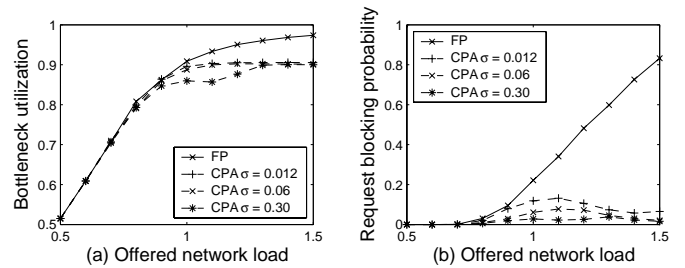 Bottleneck utilization
1
0.9
0.8
0.7
0.6
0.5
0.5
1
1.5
FP
CPA σ = 0.012
CPA σ = 0.06
CPA σ = 0.30
(a) Offered network load
Request blocking probability
1
0.8
0.6
0.4
0.2
0
0.5
1
1.5
FP
CPA σ = 0.012
CPA σ = 0.06
CPA σ = 0.30
(b) Offered network load